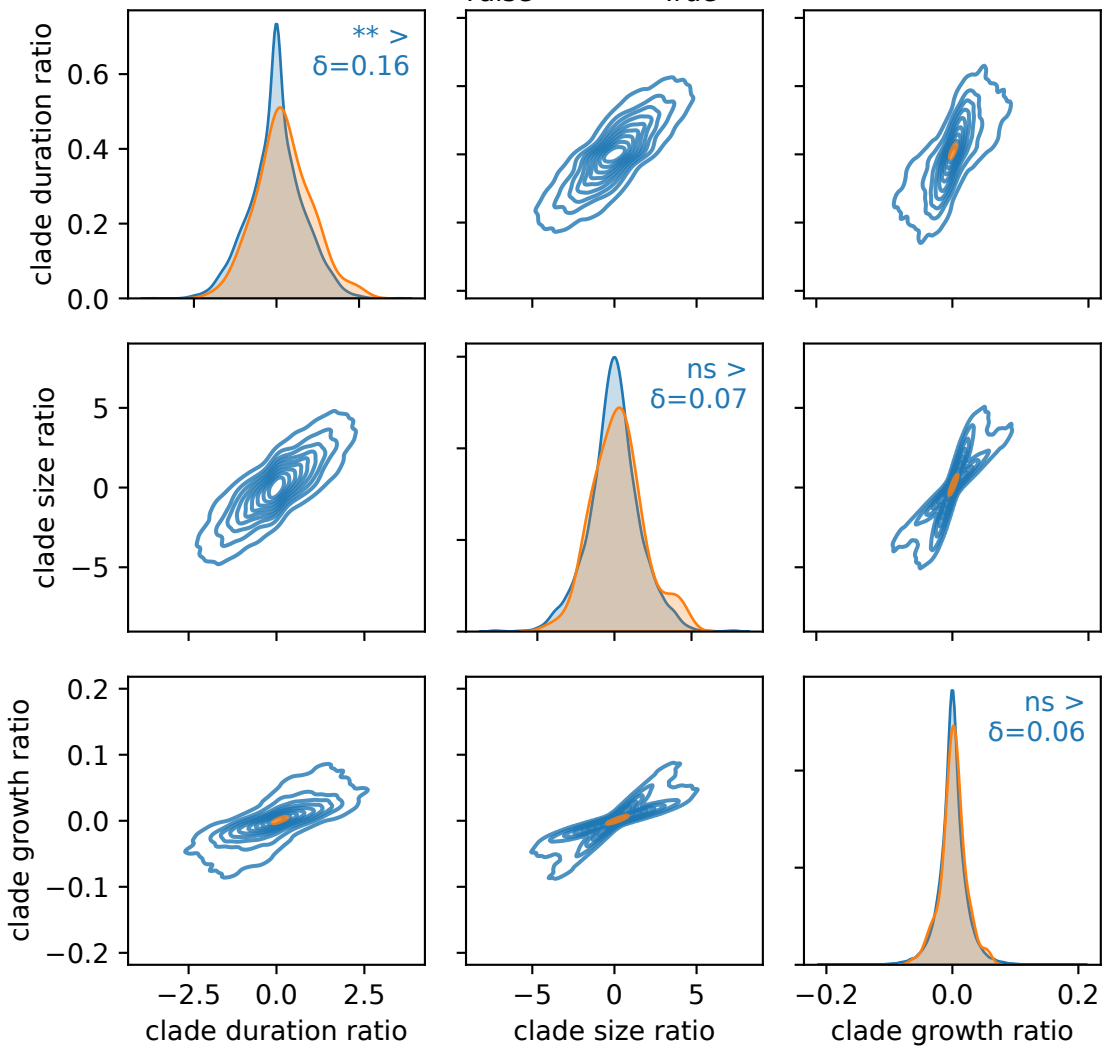 clade duration ratio
0.6
0.4
0.2
0.0
** >
δ=0.16
clade size ratio
5
0
−5
ns >
δ=0.07
clade growth ratio
0.2
0.1
0.0
−0.1
−0.2
ns >
δ=0.06
−2.5 0.0 2.5
−5 0 5
−0.2 0.0 0.2
clade duration ratio
clade size ratio
clade growth ratio